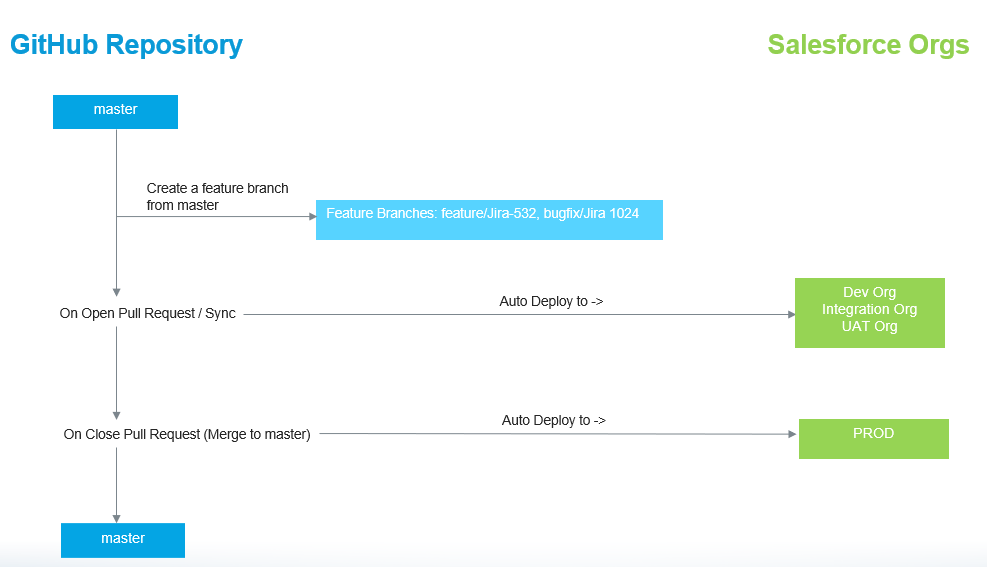 GitHub Repository
Salesforce Orgs
master
Create a feature branch
from master
Feature Branches: feature/Jira-532, bugfix/Jira 1024
On Open Pull Request / Sync
Auto Deploy to ->
Dev Org
Integration Org
UAT Org
On Close Pull Request (Merge to master)
Auto Deploy to ->
PROD
master